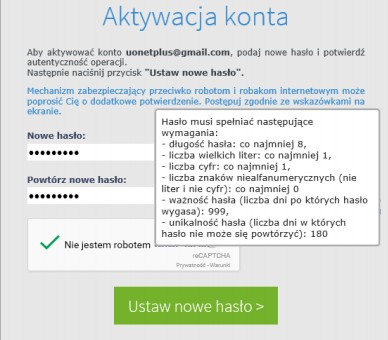 Aktywacja konta
Aby aktywować konto uonetplus@gmail.com, podaj nowe hasło i potwierdź
autentyczność operacji.
Następnie naciśnij przycisk "Ustaw nowe hasło".
Mechanizm zabezpieczający przeciwko robotom i robakom internetowym może
poprosić Cię o dodatkowe potwierdzenie. Postępuj zgodnie ze wskazówkami na
ekranie.
Nowe hasło:
Powtórz nowe hasło:
Hasło musi spełniać następujące
wymagania:
- długość hasła: co najmniej 8,
- liczba wielkich liter: co najmniej 1,
- liczba cyfr: co najmniej 1,
- liczba znaków niealfanumerycznych (nie
liter i nie cyfr): co najmniej 0
- ważność hasła (liczba dni po których hasło
wygasa): 999,
- unikalność hasła (liczba dni w których
hasło nie może się powtórzyć): 180
Nie jestem robotem
reCAPTCHA
Prywatność - Warunki
Ustaw nowe hasło >